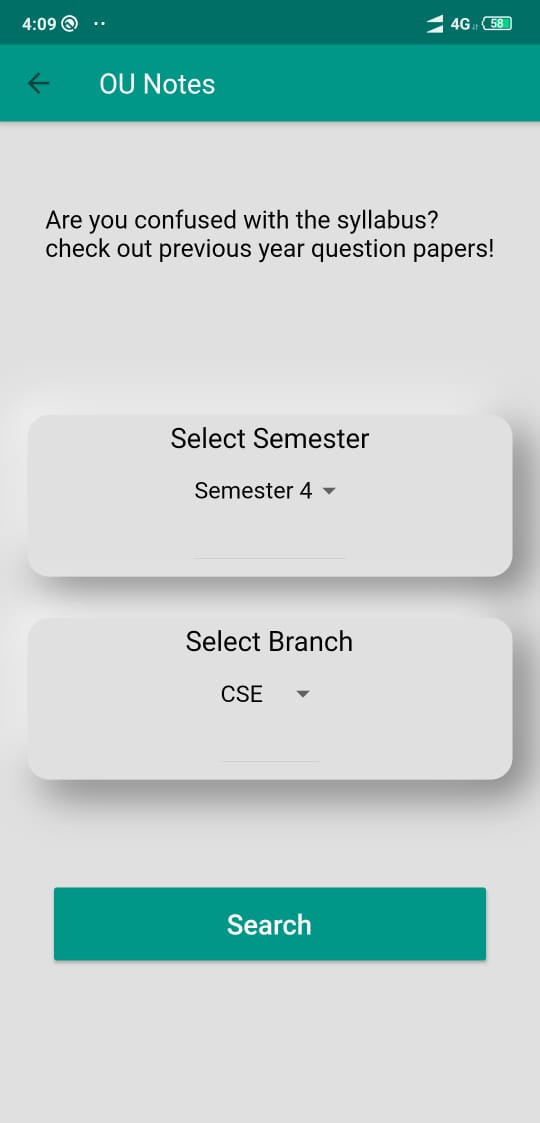 4:09
4G
58
OU Notes
Are you confused with the syllabus?
check out previous year question papers!
Select Semester
Semester 4
Select Branch
CSE
Search